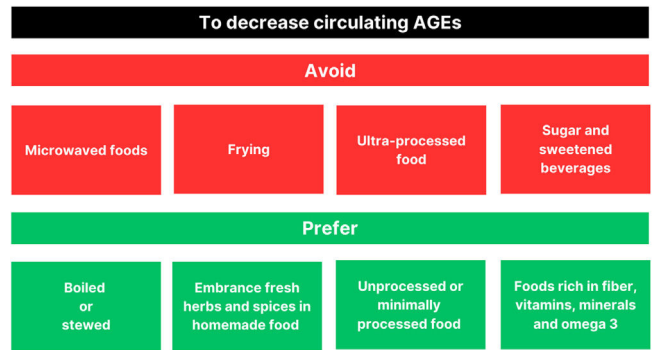 To decrease circulating AGEs
Avoid
Microwaved foods
Frying
Ultra-processed
food
Sugar and
sweetened
beverages
Prefer
Boiled
or
stewed
Embrance fresh
herbs and spices in
homemade food
Unprocessed or
minimally
processed food
Foods rich in fiber,
vitamins, minerals
and omega 3